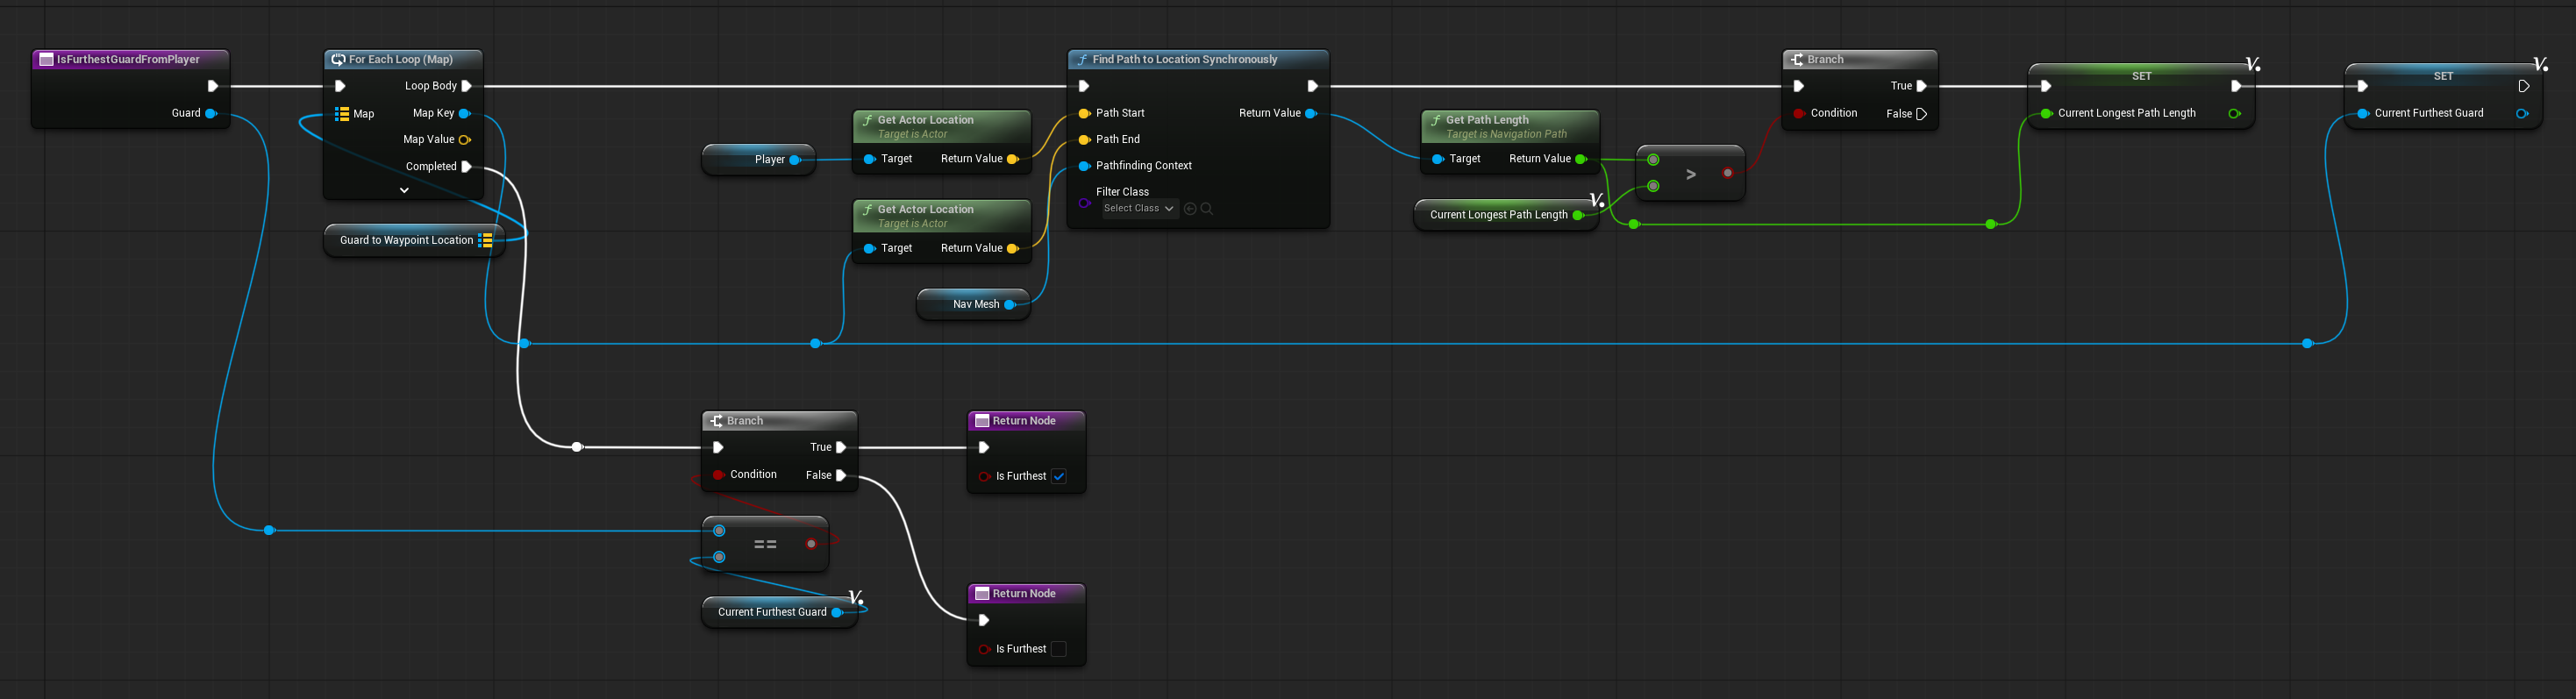 IsFurthestGuardFromPlayer
Guard
For Each Loop (Map)
Loop Body
Map
Map Key
Map Value
Completed
Guard to Waypoint Location
Player
Get Actor Location
Target is Actor
Target
Return Value
Get Actor Location
Target is Actor
Target
Return Value
Nav Mesh
Find Path to Location Synchronously
Path Start
Return Value
Path End
Pathfinding Context
Filter Class
Select Class
Get Path Length
Target is Navigation Path
Target
Return Value
Current Longest Path Length
V.
>
Branch
True
Condition
False
SET
V.
Current Longest Path Length
SET
V.
Current Furthest Guard
Branch
True
Condition
False
==
Current Furthest Guard
V.
Return Node
Is Furthest
Return Node
Is Furthest